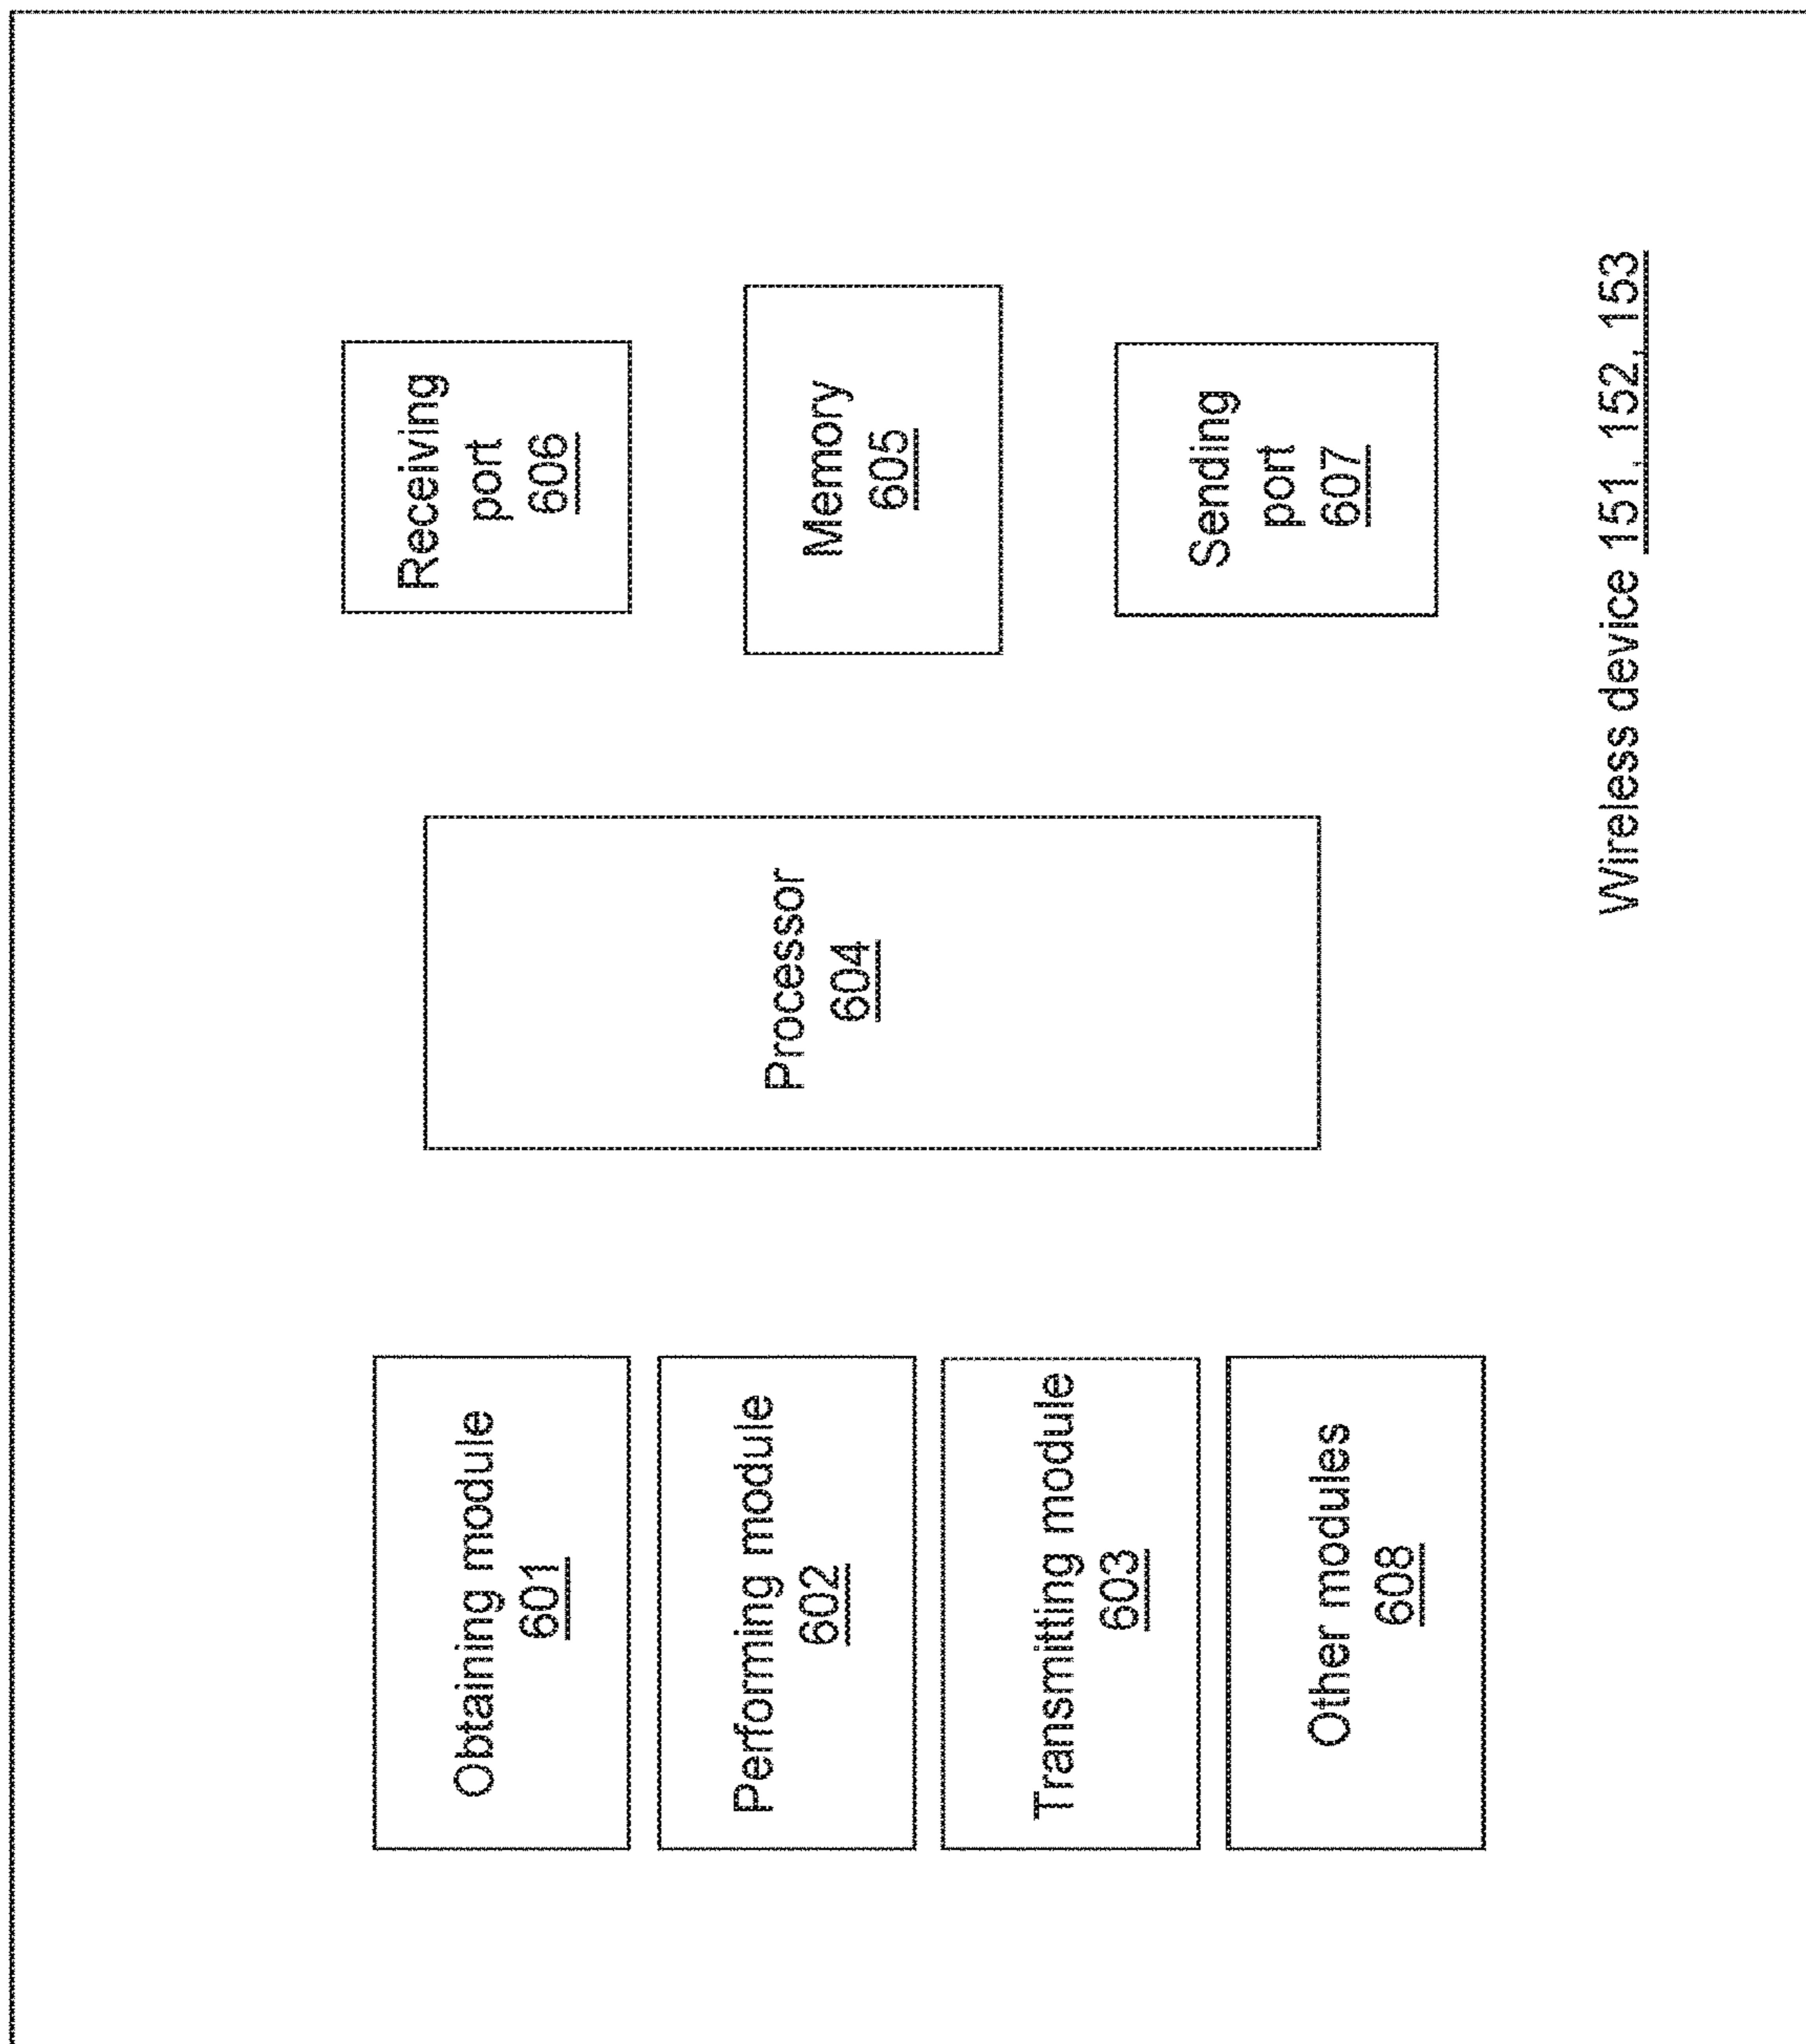 Obtaining module
601
Performing module
602
Transmitting module
603
Other modules
608
Processor
604
Receiving
port
606
Memory
605
Sending
port
607
Wireless device 151, 152, 153